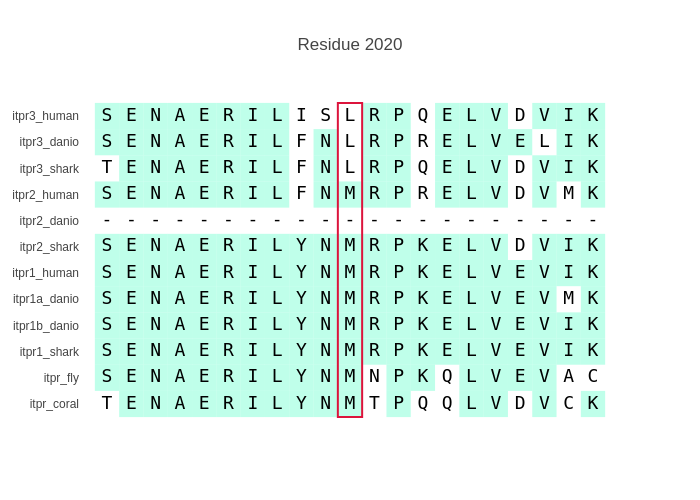 Residue 2020
itpr3_human S E N A E R I L I S L R P Q E L V D V I K
itpr3_danio S E N A E R I L F N L R P R E L V E L I K
itpr3_shark T E N A E R I L F N L R P Q E L V D V I K
itpr2_human S E N A E R I L F N M R P R E L V D V M K
itpr2_danio - - - - - - - - - - - - - - - - - - - - -
itpr2_shark S E N A E R I L Y N M R P K E L V D V I K
itpr1_human S E N A E R I L Y N M R P K E L V E V I K
itpr1a_danio S E N A E R I L Y N M R P K E L V E V M K
itpr1b_danio S E N A E R I L Y N M R P K E L V E V I K
itpr1_shark S E N A E R I L Y N M R P K E L V E V I K
itpr_fly S E N A E R I L Y N M N P K Q L V E V A C
itpr_coral T E N A E R I L Y N M T P Q Q L V D V C K